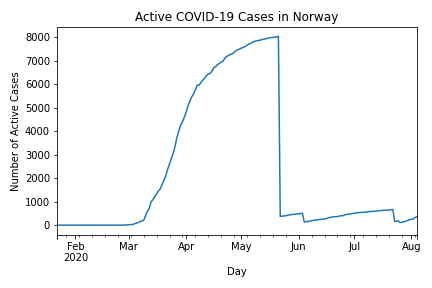 Active COVID-19 Cases in Norway
Number of Active Cases
8000
7000
6000
5000
4000
3000
2000
1000
0
Feb
2020
Mar
Apr
May
Jun
Jul
Aug
Day